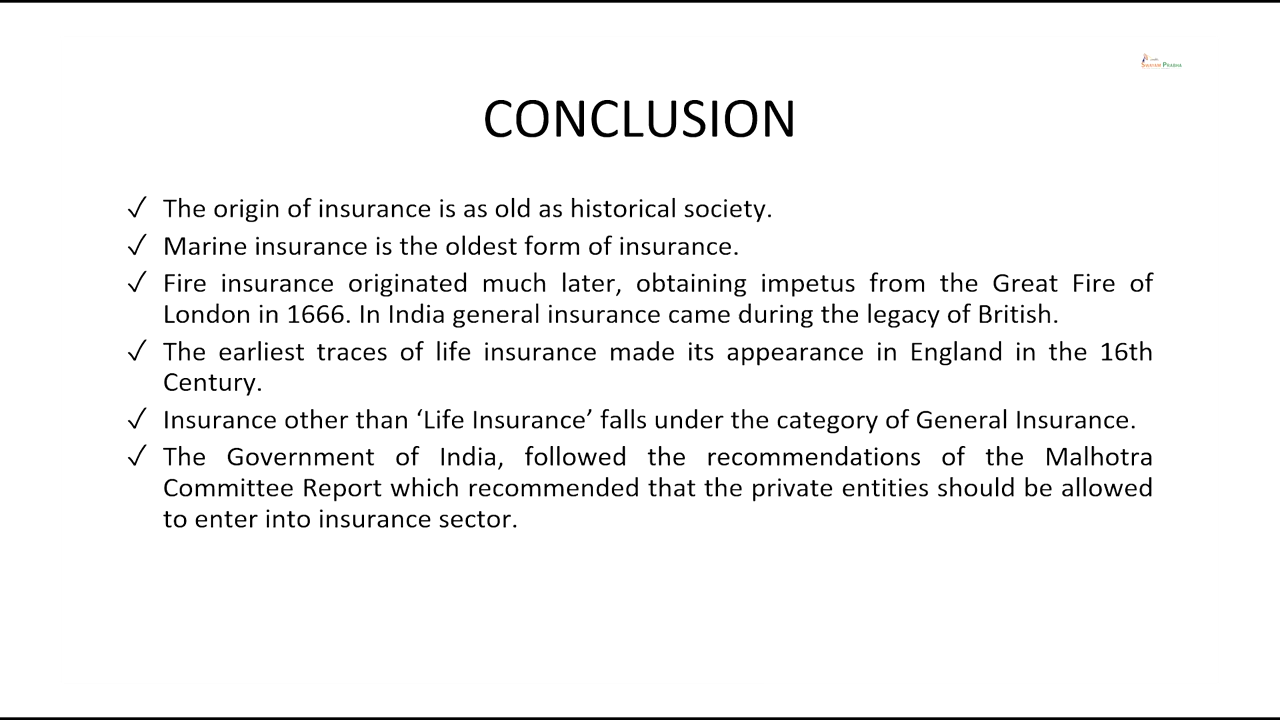 SWAYAM PRABHA
CONCLUSION
✓ The origin of insurance is as old as historical society.
✓ Marine insurance is the oldest form of insurance.
✓ Fire insurance originated much later, obtaining impetus from the Great Fire of
London in 1666. In India general insurance came during the legacy of British.
✓ The earliest traces of life insurance made its appearance in England in the 16th
Century.
✓ Insurance other than ‘Life Insurance’ falls under the category of General Insurance.
✓ The Government of India, followed the recommendations of the Malhotra
Committee Report which recommended that the private entities should be allowed
to enter into insurance sector.